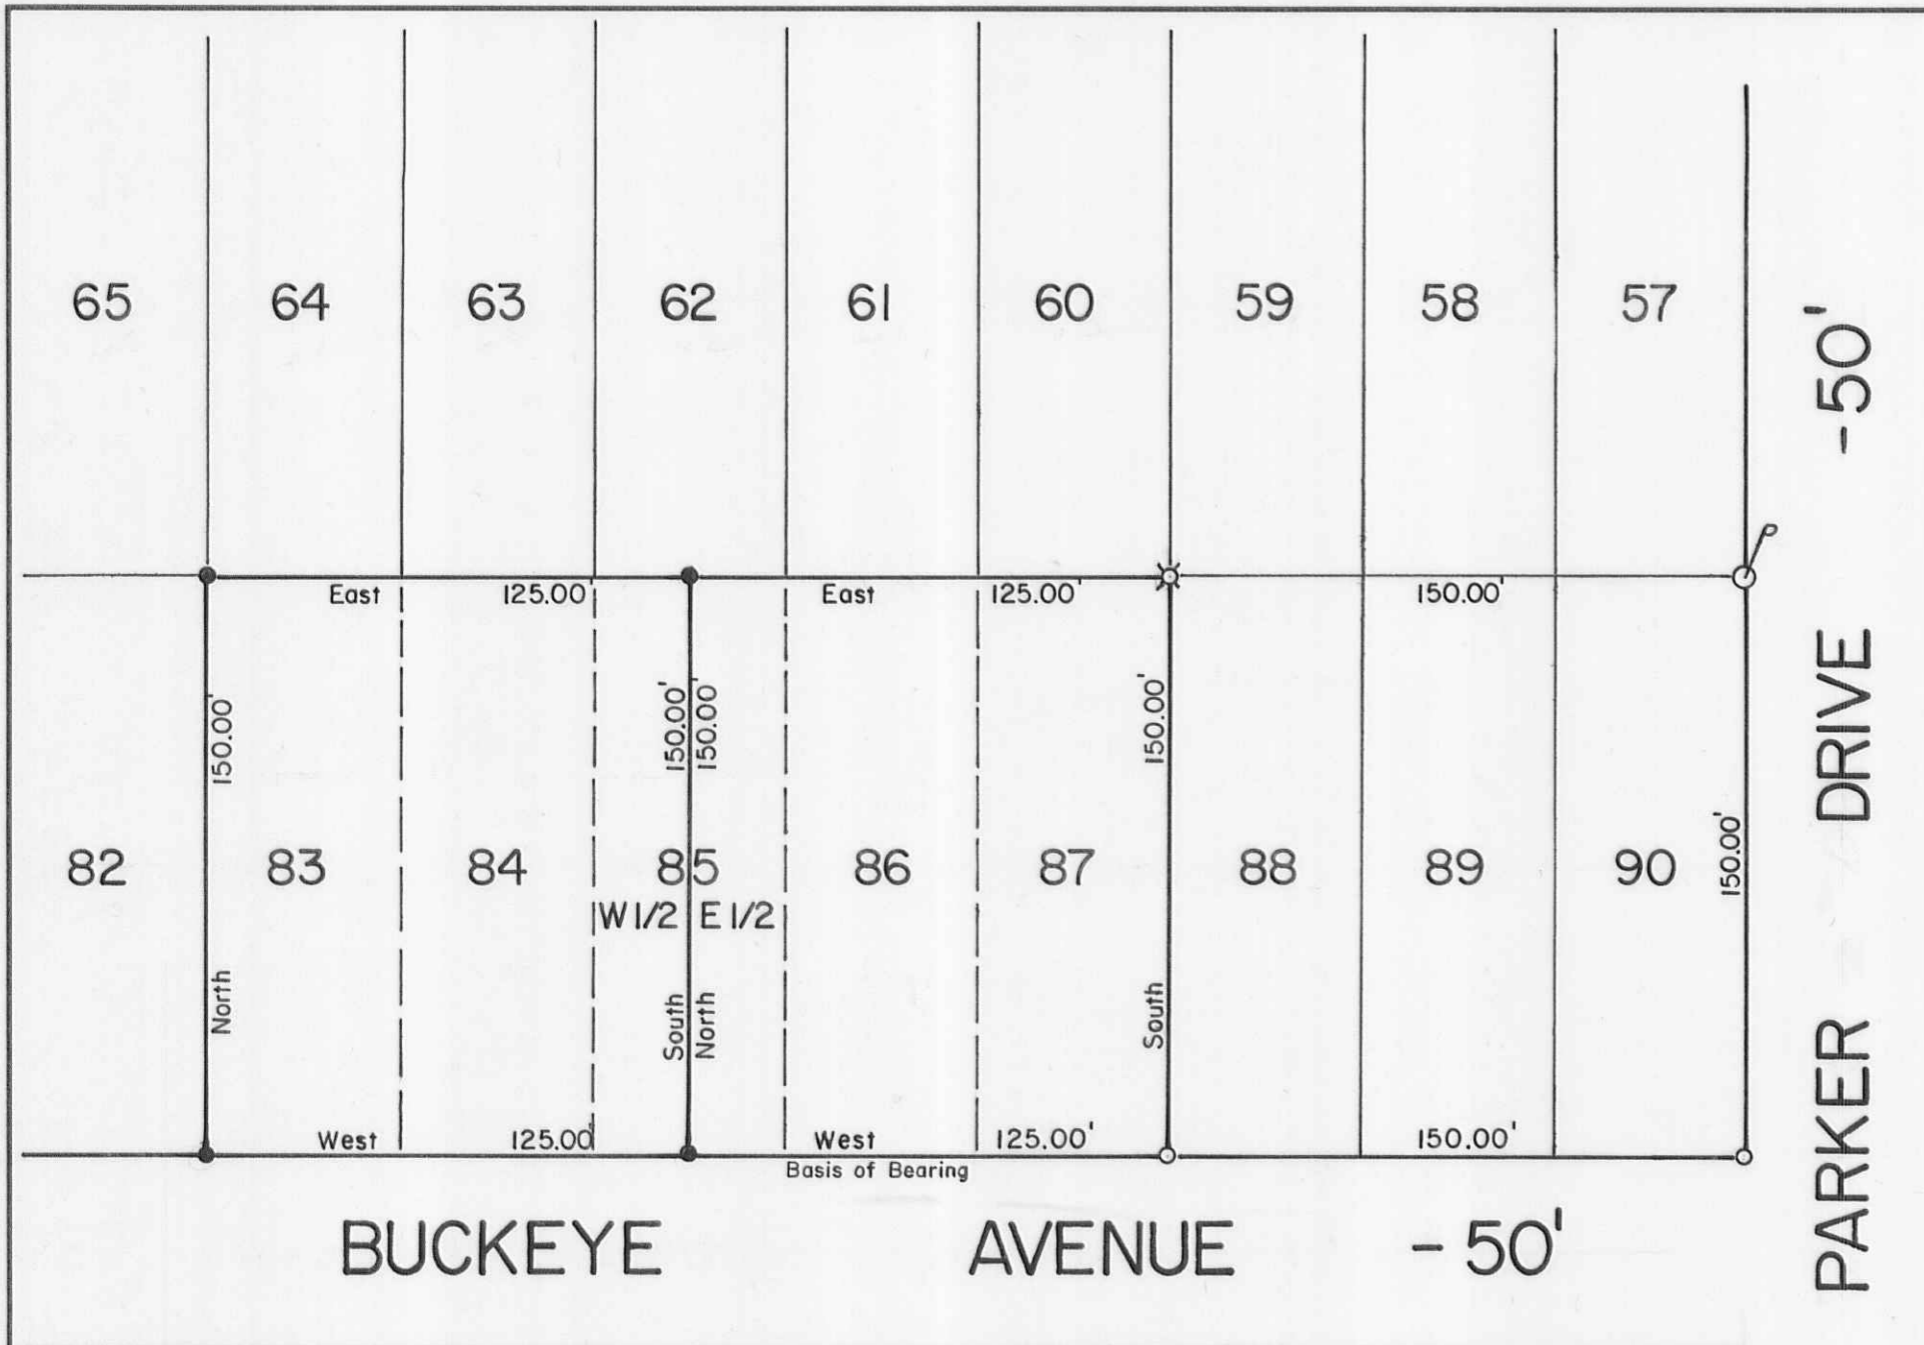 65 64 63 62 61 60 59 58 57
East 125.00' East 125.00' 150.00'
150.00'
North
150.00'
South
150.00'
North
150.00'
South
150.00'
82 83 84 85 86 87 88 89 90
W 1/2 E 1/2
West 125.00' West 125.00' 150.00'
Basis of Bearing
BUCKEYE AVENUE - 50'
PARKER DRIVE -50'